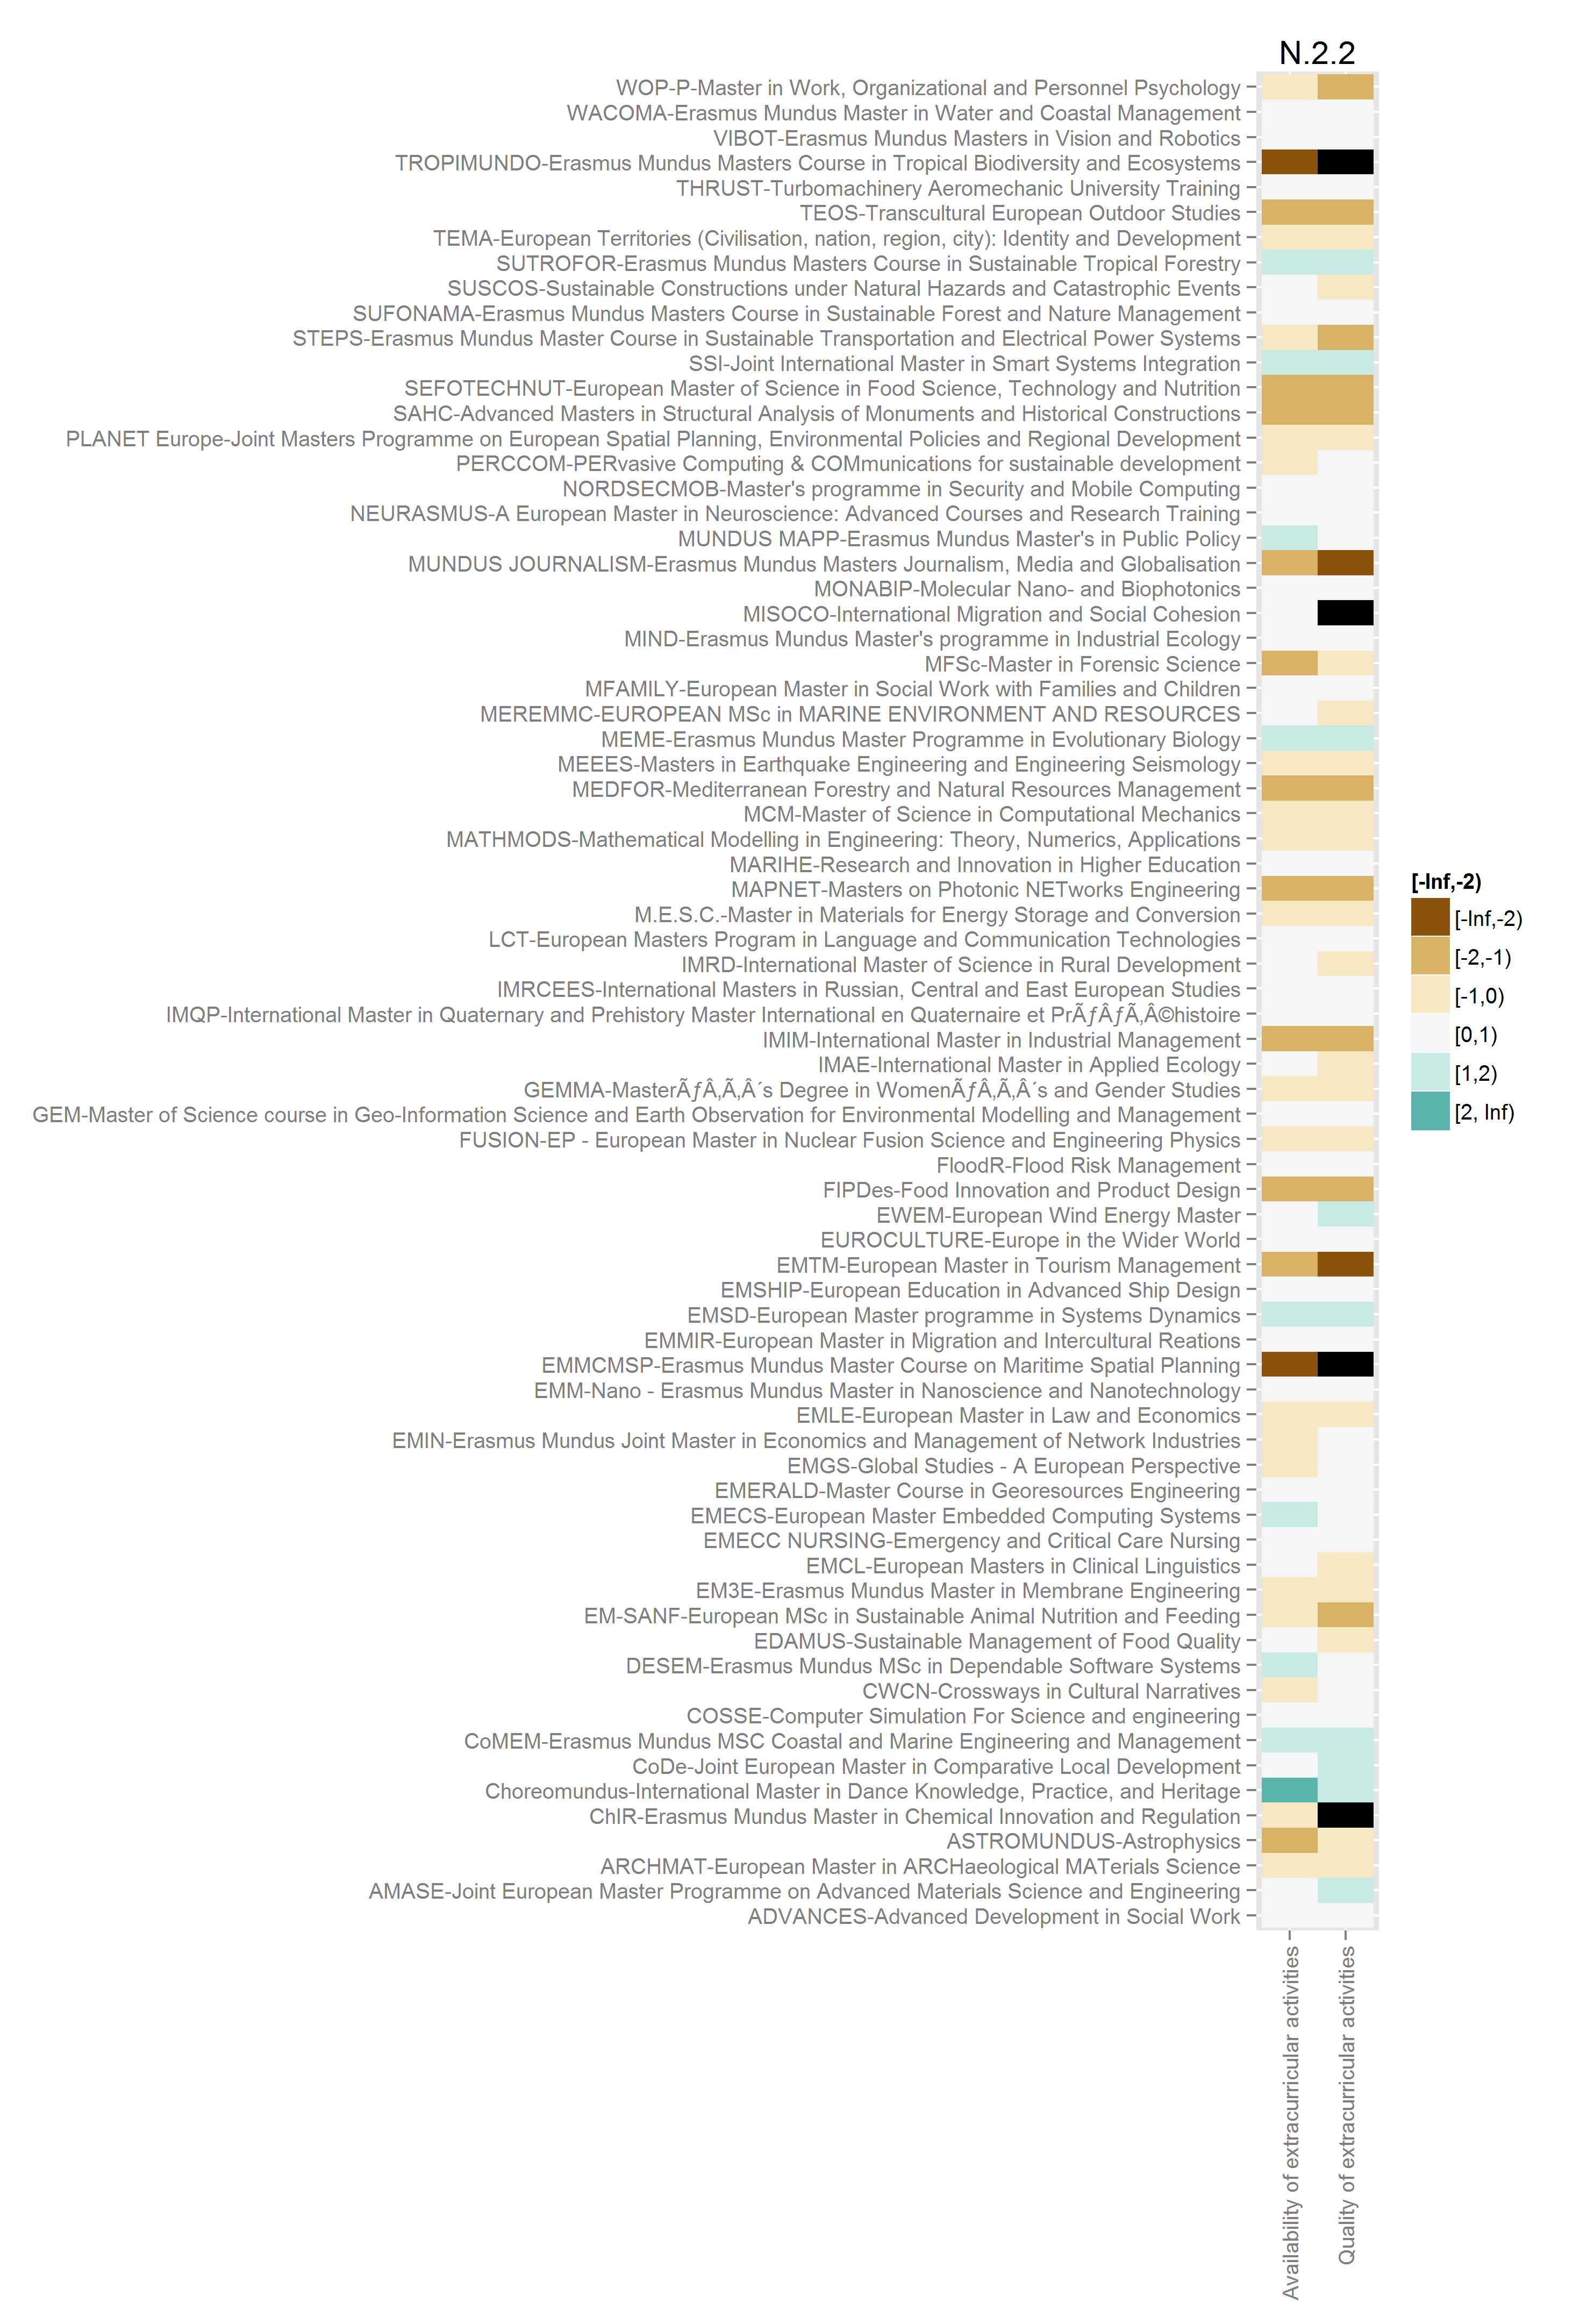 N.2.2
WOP-P-Master in Work, Organizational and Personnel Psychology
WACOMA-Erasmus Mundus Master in Water and Coastal Management
VIBOT-Erasmus Mundus Masters in Vision and Robotics
TROPIMUNDO-Erasmus Mundus Masters Course in Tropical Biodiversity and Ecosystems
THRUST-Turbomachinery Aeromechanic University Training
TEOS-Transcultural European Outdoor Studies
TEMA-European Territories (Civilisation, nation, region, city): Identity and Development
SUTROFOR-Erasmus Mundus Masters Course in Sustainable Tropical Forestry
SUSCOS-Sustainable Constructions under Natural Hazards and Catastrophic Events
SUFONAMA-Erasmus Mundus Masters Course in Sustainable Forest and Nature Management
STEPS-Erasmus Mundus Master Course in Sustainable Transportation and Electrical Power Systems
SSI-Joint International Master in Smart Systems Integration
SEFOTECHNUT-European Master of Science in Food Science, Technology and Nutrition
SAHC-Advanced Masters in Structural Analysis of Monuments and Historical Constructions
PLANET Europe-Joint Masters Programme on European Spatial Planning, Environmental Policies and Regional Development
PERCCOM-PERvasive Computing & COMmunications for sustainable development
NORDSECMOB-Master's programme in Security and Mobile Computing
NEURASMUS-A European Master in Neuroscience: Advanced Courses and Research Training
MUNDUS MAPP-Erasmus Mundus Master's in Public Policy
MUNDUS JOURNALISM-Erasmus Mundus Masters Journalism, Media and Globalisation
MONABIP-Molecular Nano- and Biophotonics
MISOCO-International Migration and Social Cohesion
MIND-Erasmus Mundus Master's programme in Industrial Ecology
MFSc-Master in Forensic Science
MFAMILY-European Master in Social Work with Families and Children
MEREMMC-EUROPEAN MSc in MARINE ENVIRONMENT AND RESOURCES
MEME-Erasmus Mundus Master Programme in Evolutionary Biology
MEEES-Masters in Earthquake Engineering and Engineering Seismology
MEDFOR-Mediterranean Forestry and Natural Resources Management
MCM-Master of Science in Computational Mechanics
MATHMODS-Mathematical Modelling in Engineering: Theory, Numerics, Applications
MARIHE-Research and Innovation in Higher Education
MAPNET-Masters on Photonic NETworks Engineering
M.E.S.C.-Master in Materials for Energy Storage and Conversion
LCT-European Masters Program in Language and Communication Technologies
IMRD-International Master of Science in Rural Development
IMRCEES-International Masters in Russian, Central and East European Studies
IMQP-International Master in Quaternary and Prehistory Master International en Quaternaire et PrÃƒÂƒÃ‚Â©histoire
IMIM-International Master in Industrial Management
IMAE-International Master in Applied Ecology
GEMMA-MasterÃƒÂ‚Ã‚Â´s Degree in WomenÃƒÂ‚Ã‚Â´s and Gender Studies
GEM-Master of Science course in Geo-Information Science and Earth Observation for Environmental Modelling and Management
FUSION-EP - European Master in Nuclear Fusion Science and Engineering Physics
FloodR-Flood Risk Management
FIPDes-Food Innovation and Product Design
EWEM-European Wind Energy Master
EUROCULTURE-Europe in the Wider World
EMTM-European Master in Tourism Management
EMSHIP-European Education in Advanced Ship Design
EMSD-European Master programme in Systems Dynamics
EMMIR-European Master in Migration and Intercultural Reations
EMMCMSP-Erasmus Mundus Master Course on Maritime Spatial Planning
EMM-Nano - Erasmus Mundus Master in Nanoscience and Nanotechnology
EMLE-European Master in Law and Economics
EMIN-Erasmus Mundus Joint Master in Economics and Management of Network Industries
EMGS-Global Studies - A European Perspective
EMERALD-Master Course in Georesources Engineering
EMECS-European Master Embedded Computing Systems
EMECC NURSING-Emergency and Critical Care Nursing
EMCL-European Masters in Clinical Linguistics
EM3E-Erasmus Mundus Master in Membrane Engineering
EM-SANF-European MSc in Sustainable Animal Nutrition and Feeding
EDAMUS-Sustainable Management of Food Quality
DESEM-Erasmus Mundus MSc in Dependable Software Systems
CWCN-Crossways in Cultural Narratives
COSSE-Computer Simulation For Science and engineering
CoMEM-Erasmus Mundus MSC Coastal and Marine Engineering and Management
CoDe-Joint European Master in Comparative Local Development
Choreomundus-International Master in Dance Knowledge, Practice, and Heritage
ChIR-Erasmus Mundus Master in Chemical Innovation and Regulation
ASTROMUNDUS-Astrophysics
ARCHMAT-European Master in ARCHaeological MATerials Science
AMASE-Joint European Master Programme on Advanced Materials Science and Engineering
ADVANCES-Advanced Development in Social Work
Availability of extracurricular activities
Quality of extracurricular activities
[-Inf,-2)
[-Inf,-2)
[-2,-1)
[-1,0)
[0,1)
[1,2)
[2, Inf)